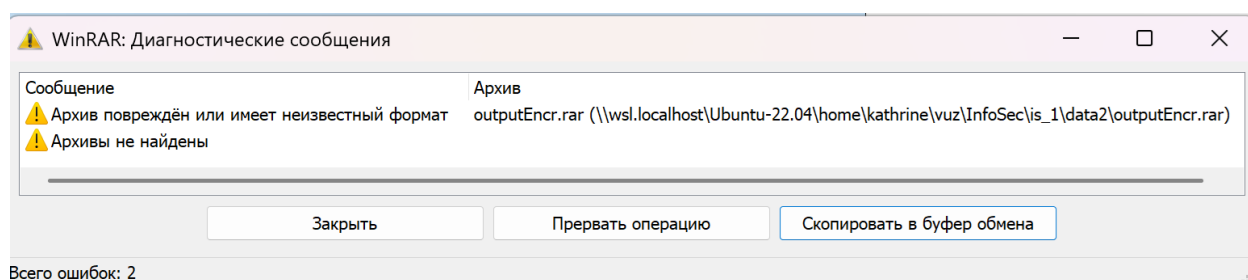 WinRAR: Диагностические сообщения
Сообщение Архив
Архив повреждён или имеет неизвестный формат outputEncr.rar (\\wsl.localhost\Ubuntu-22.04\home\kathrine\vuz\InfoSec\is_1\data2\outputEncr.rar)
Архивы не найдены
Закрыть Прервать операцию Скопировать в буфер обмена
Всего ошибок: 2